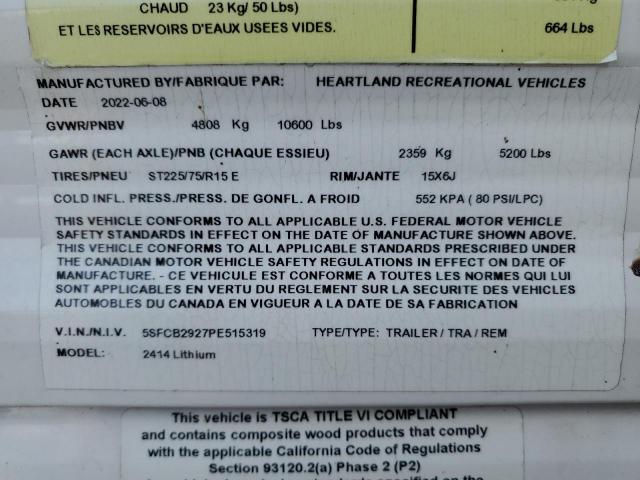 CHAUD 23 Kg/ 50 Lbs)
ET LES RESERVOIRS D'EAUX USEES VIDES.
664 Lbs
MANUFACTURED BY/FABRIQUE PAR: HEARTLAND RECREATIONAL VEHICLES
DATE 2022-06-08
GVWR/PNBV 4808 Kg 10600 Lbs
GAWR (EACH AXLE)/PNB (CHAQUE ESSIEU) 2359 Kg 5200 Lbs
TIRES/PNEU ST225/75/R15 E RIM/JANTE 15X6J
COLD INFL. PRESS./PRESS. DE GONFL. A FROID 552 KPA ( 80 PSI/LPC)
THIS VEHICLE CONFORMS TO ALL APPLICABLE U.S. FEDERAL MOTOR VEHICLE
SAFETY STANDARDS IN EFFECT ON THE DATE OF MANUFACTURE SHOWN ABOVE.
THIS VEHICLE CONFORMS TO ALL APPLICABLE STANDARDS PRESCRIBED UNDER
THE CANADIAN MOTOR VEHICLE SAFETY REGULATIONS IN EFFECT ON DATE OF
MANUFACTURE. - CE VEHICULE EST CONFORME A TOUTES LES NORMES QUI LUI
SONT APPLICABLES EN VERTU DU REGLEMENT SUR LA SECURITE DES VEHICLES
AUTOMOBILES DU CANADA EN VIGUEUR A LA DATE DE SA FABRICATION
V.I.N./N.I.V. 5SFCB2927PE515319 TYPE/TYPE: TRAILER / TRA / REM
MODEL: 2414 Lithium
This vehicle is TSCA TITLE VI COMPLIANT
and contains composite wood products that comply
with the applicable California Code of Regulations
Section 93120.2(a) Phase 2 (P2)